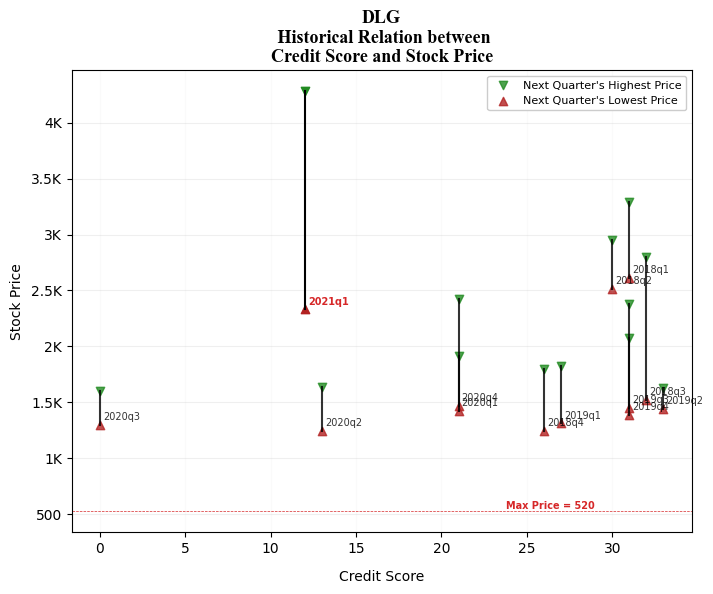 DLG
Historical Relation between
Credit Score and Stock Price
Next Quarter's Highest Price
Next Quarter's Lowest Price
4K
3.5K
3K
2.5K
2K
1.5K
1K
500
Stock Price
2018q1
2018q2
2021q1
2018q3
2020q4
2019q3
2019q2
2020q1
2019q4
2020q3
2020q2
2018q4
2019q1
Max Price = 520
0
5
10
15
20
25
30
Credit Score